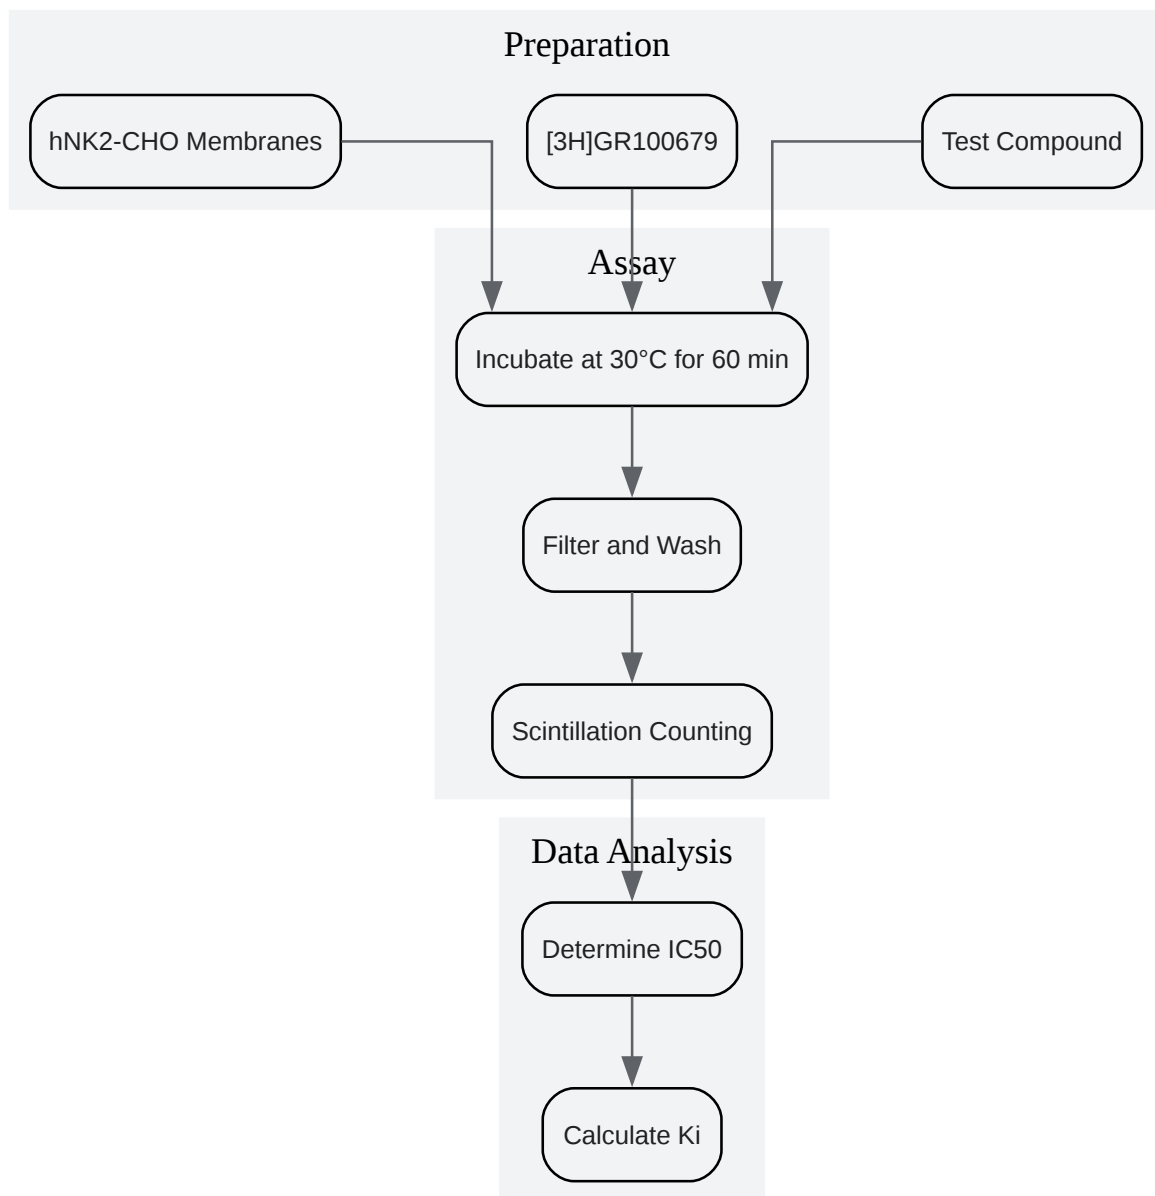 Preparation
hNK2-CHO Membranes
[3H]GR100679
Test Compound
Assay
Incubate at 30°C for 60 min
Filter and Wash
Scintillation Counting
Data Analysis
Determine IC50
Calculate Ki